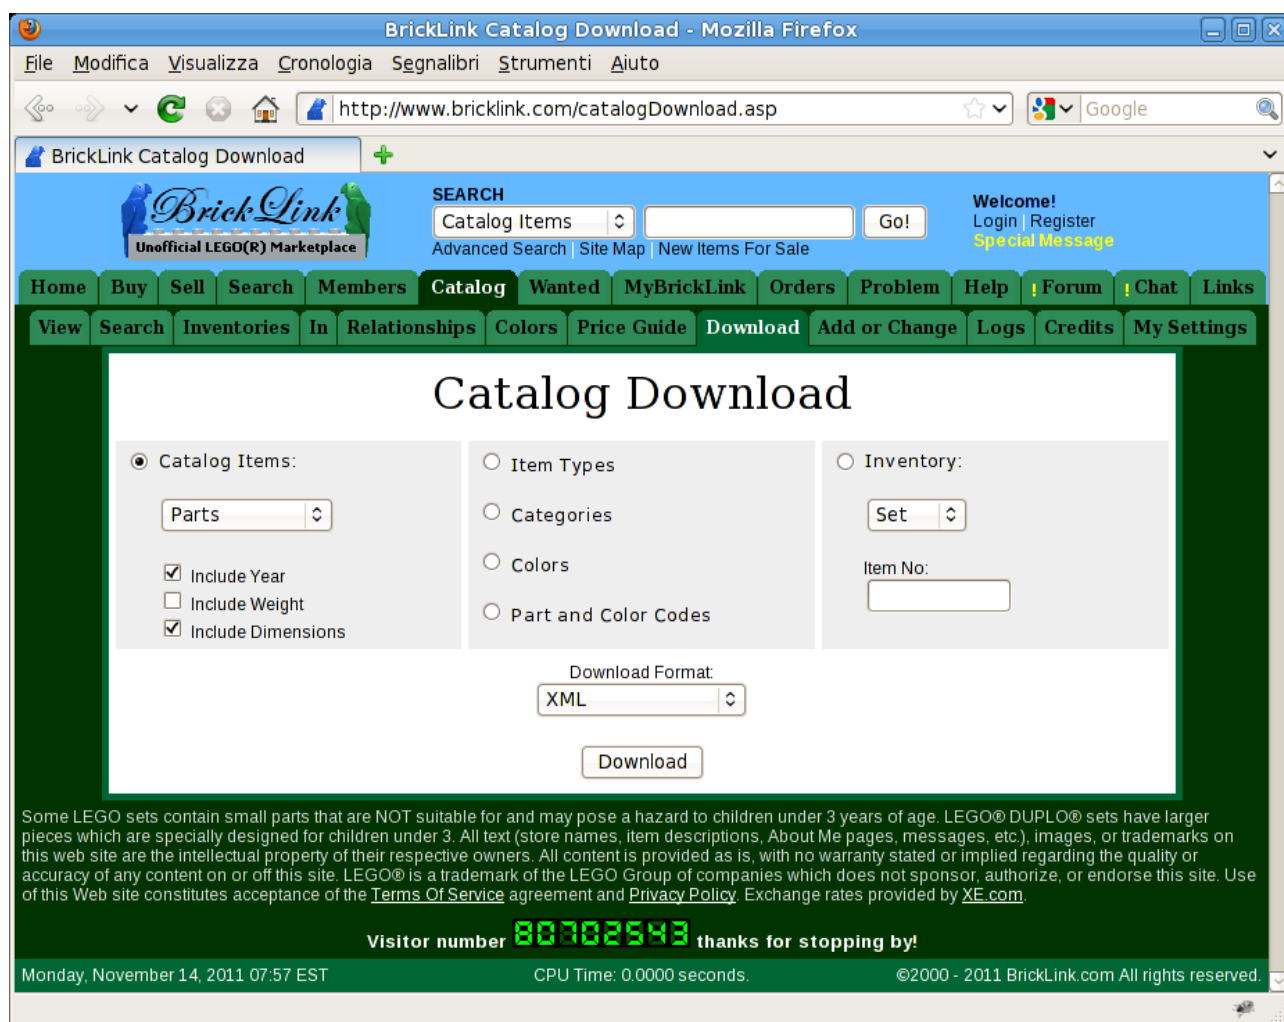 BrickLink Catalog Download - Mozilla Firefox
File Modifica Visualizza Cronologia Segnalibri Strumenti Aiuto
http://www.bricklink.com/catalogDownload.asp Google
BrickLink Catalog Download
BrickLink
Unofficial LEGO(R) Marketplace
SEARCH
Catalog Items Go!
Advanced Search | Site Map | New Items For Sale
Welcome!
Login | Register
Special Message
Home Buy Sell Search Members Catalog Wanted MyBrickLink Orders Problem Help ! Forum ! Chat Links
View Search Inventories In Relationships Colors Price Guide Download Add or Change Logs Credits My Settings
Catalog Download
Catalog Items:
Parts
Include Year
Include Weight
Include Dimensions
Item Types
Categories
Colors
Part and Color Codes
Inventory:
Set
Item No:
Download Format:
XML
Download
Some LEGO sets contain small parts that are NOT suitable for and may pose a hazard to children under 3 years of age. LEGO® DUPLO® sets have larger
pieces which are specially designed for children under 3. All text (store names, item descriptions, About Me pages, messages, etc.), images, or trademarks on
this web site are the intellectual property of their respective owners. All content is provided as is, with no warranty stated or implied regarding the quality or
accuracy of any content on or off this site. LEGO® is a trademark of the LEGO Group of companies which does not sponsor, authorize, or endorse this site. Use
of this Web site constitutes acceptance of the Terms Of Service agreement and Privacy Policy. Exchange rates provided by XE.com.
Visitor number 80702543 thanks for stopping by!
Monday, November 14, 2011 07:57 EST CPU Time: 0.0000 seconds. ©2000 - 2011 BrickLink.com All rights reserved.